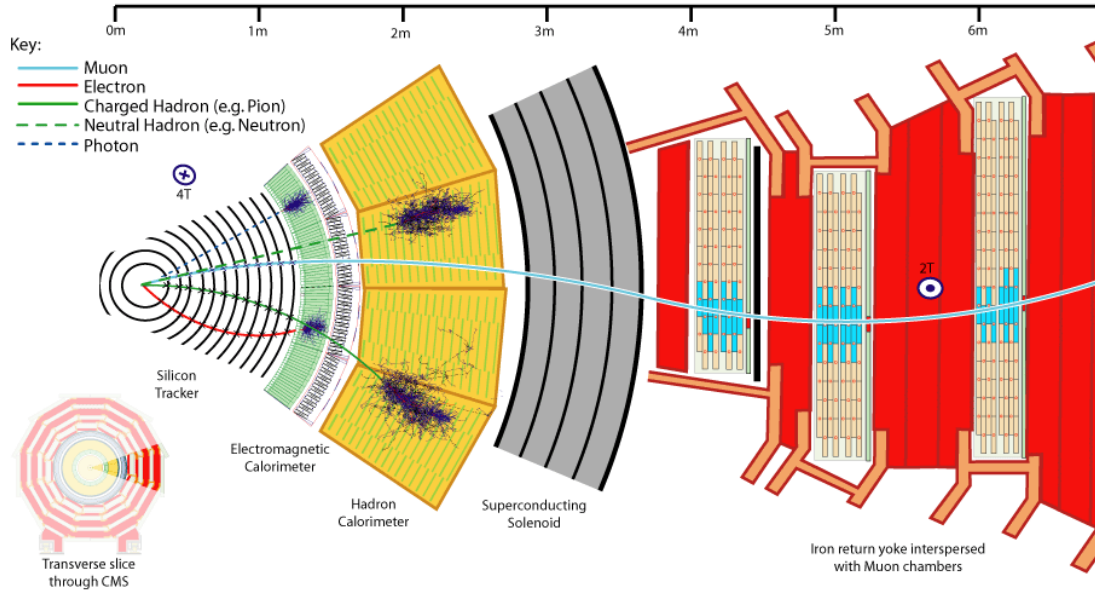 0m 1m 2m 3m 4m 5m 6m
Key:
Muon
Electron
Charged Hadron (e.g. Pion)
Neutral Hadron (e.g. Neutron)
Photon
4T
2T
Silicon
Tracker
Electromagnetic
Calorimeter
Hadron
Calorimeter
Superconducting
Solenoid
Iron return yoke interspersed
with Muon chambers
Transverse slice
through CMS